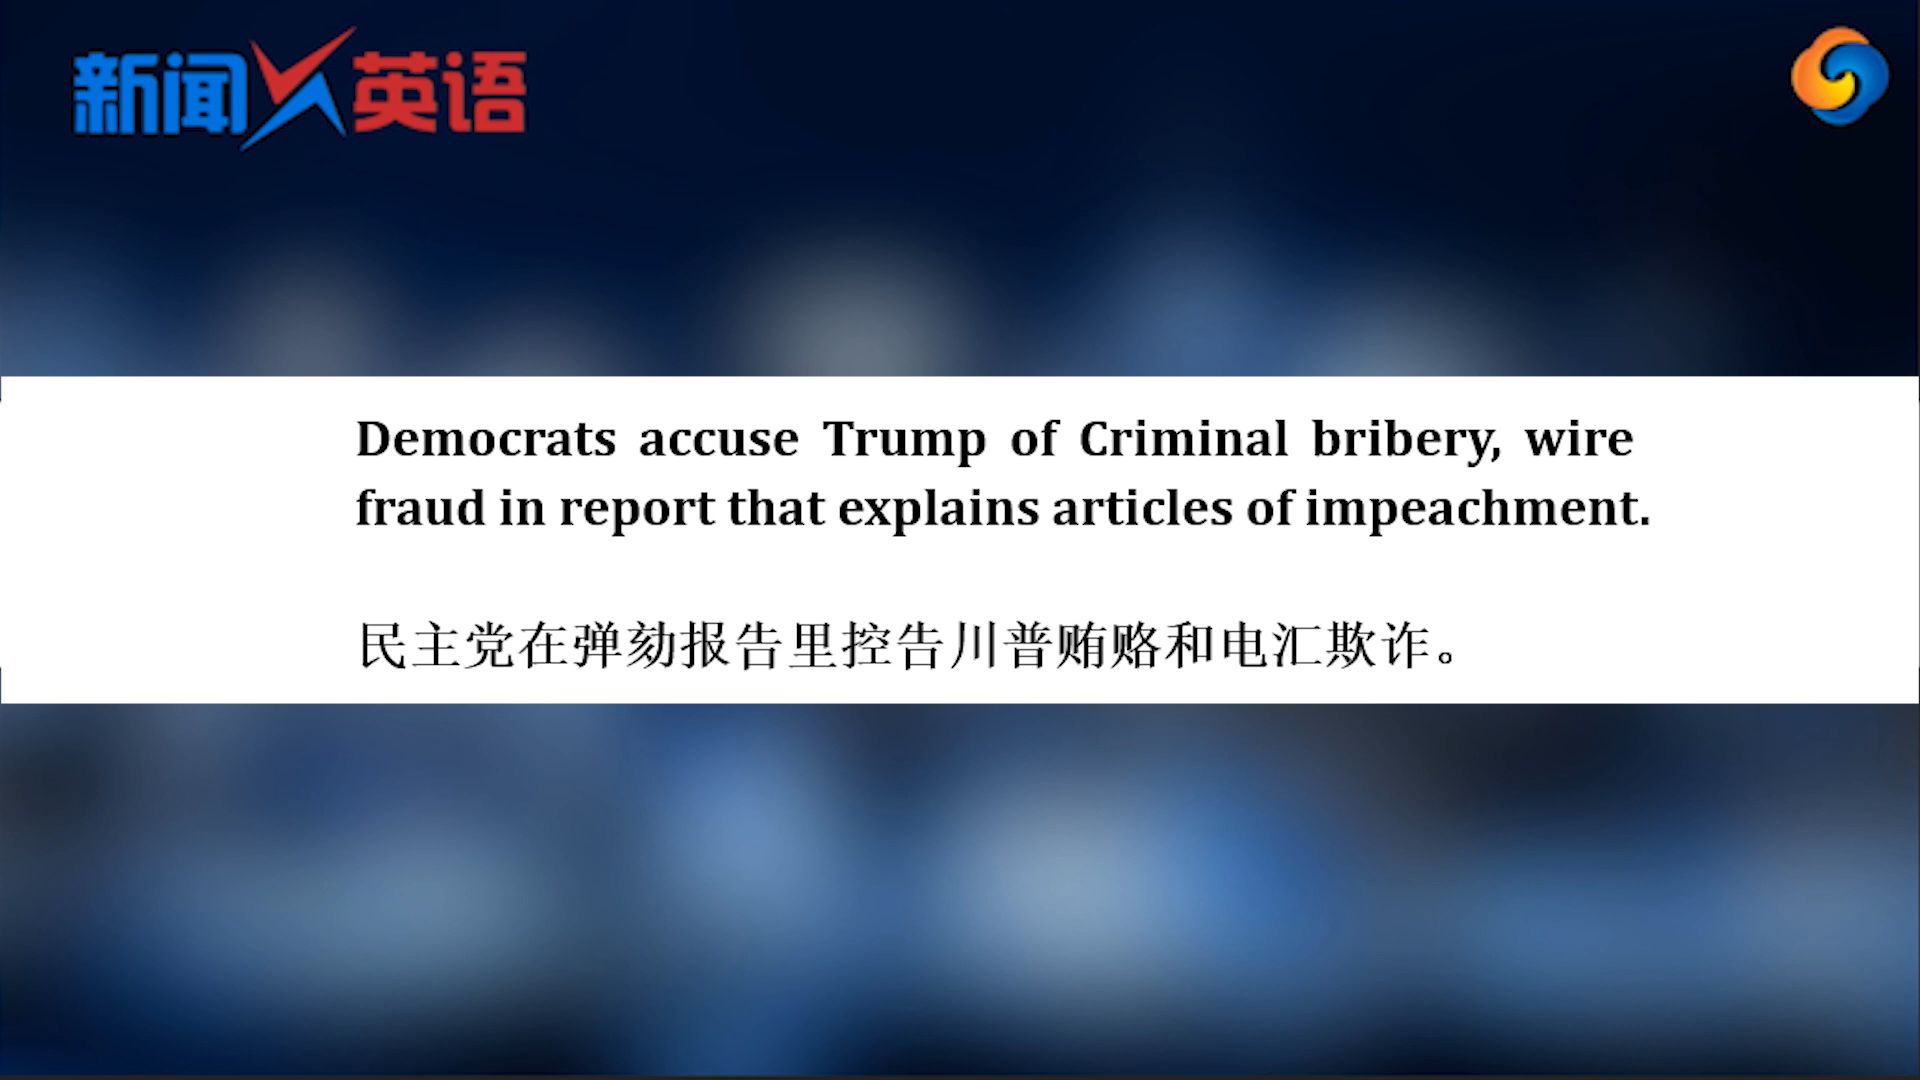 新闻 英语
Democrats accuse Trump of Criminal bribery, wire
fraud in report that explains articles of impeachment.
民主党在弹劾报告里控告川普贿赂和电汇欺诈。